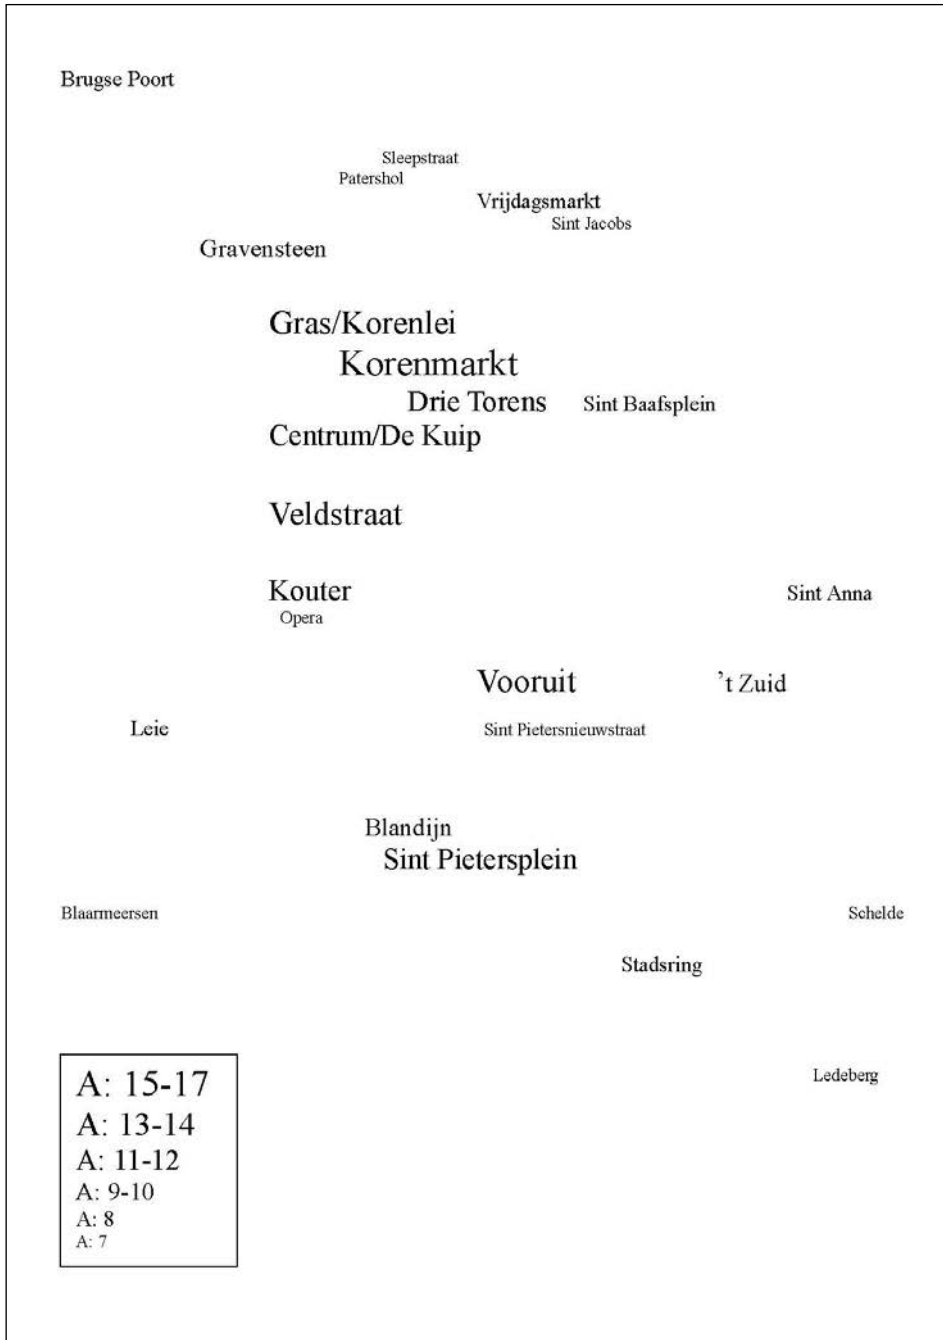 Brugse Poort
Sleepstraat
Patershol
Vrijdagsmarkt
Sint Jacobs
Gravensteen
Gras/Korenlei
Korenmarkt
Drie Torens Sint Baafsplein
Centrum/De Kuip
Veldstraat
Kouter Sint Anna
Opera
Vooruit ’t Zuid
Leie Sint Pietersnieuwstraat
Blandijn
Sint Pietersplein
Blaarmeersen Schelde
Stadsring
Ledeberg
A: 15-17
A: 13-14
A: 11-12
A: 9-10
A: 8
A: 7